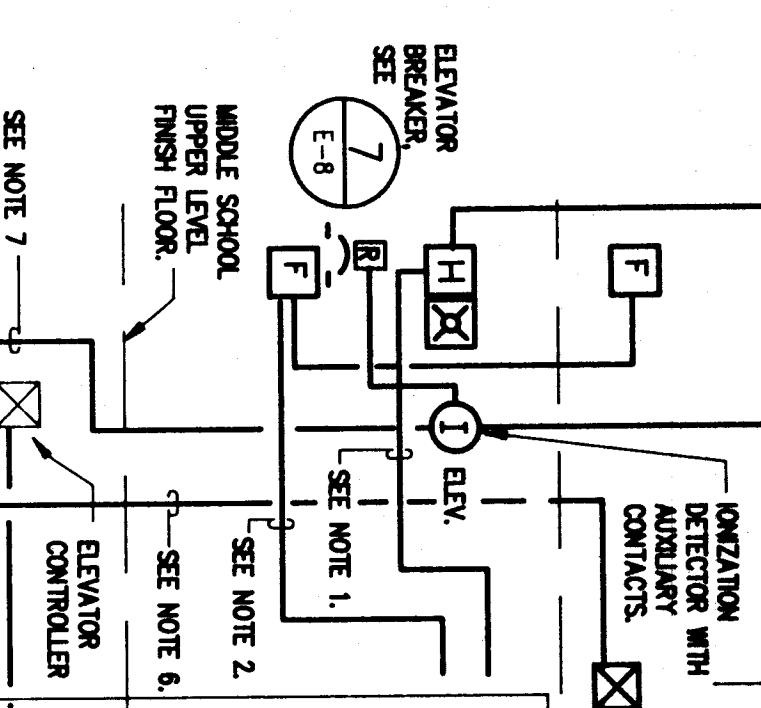 ELEVATOR
BREAKER,
SEE
7
E-8
MIDDLE SCHOOL
UPPER LEVEL
FINISH FLOOR.
SEE NOTE 7
F
R
H
F
I
ELEV.
IONIZATION
DETECTOR WITH
AUXILIARY
CONTACTS.
SEE NOTE 1.
SEE NOTE 2.
SEE NOTE 6.
ELEVATOR
CONTROLLER